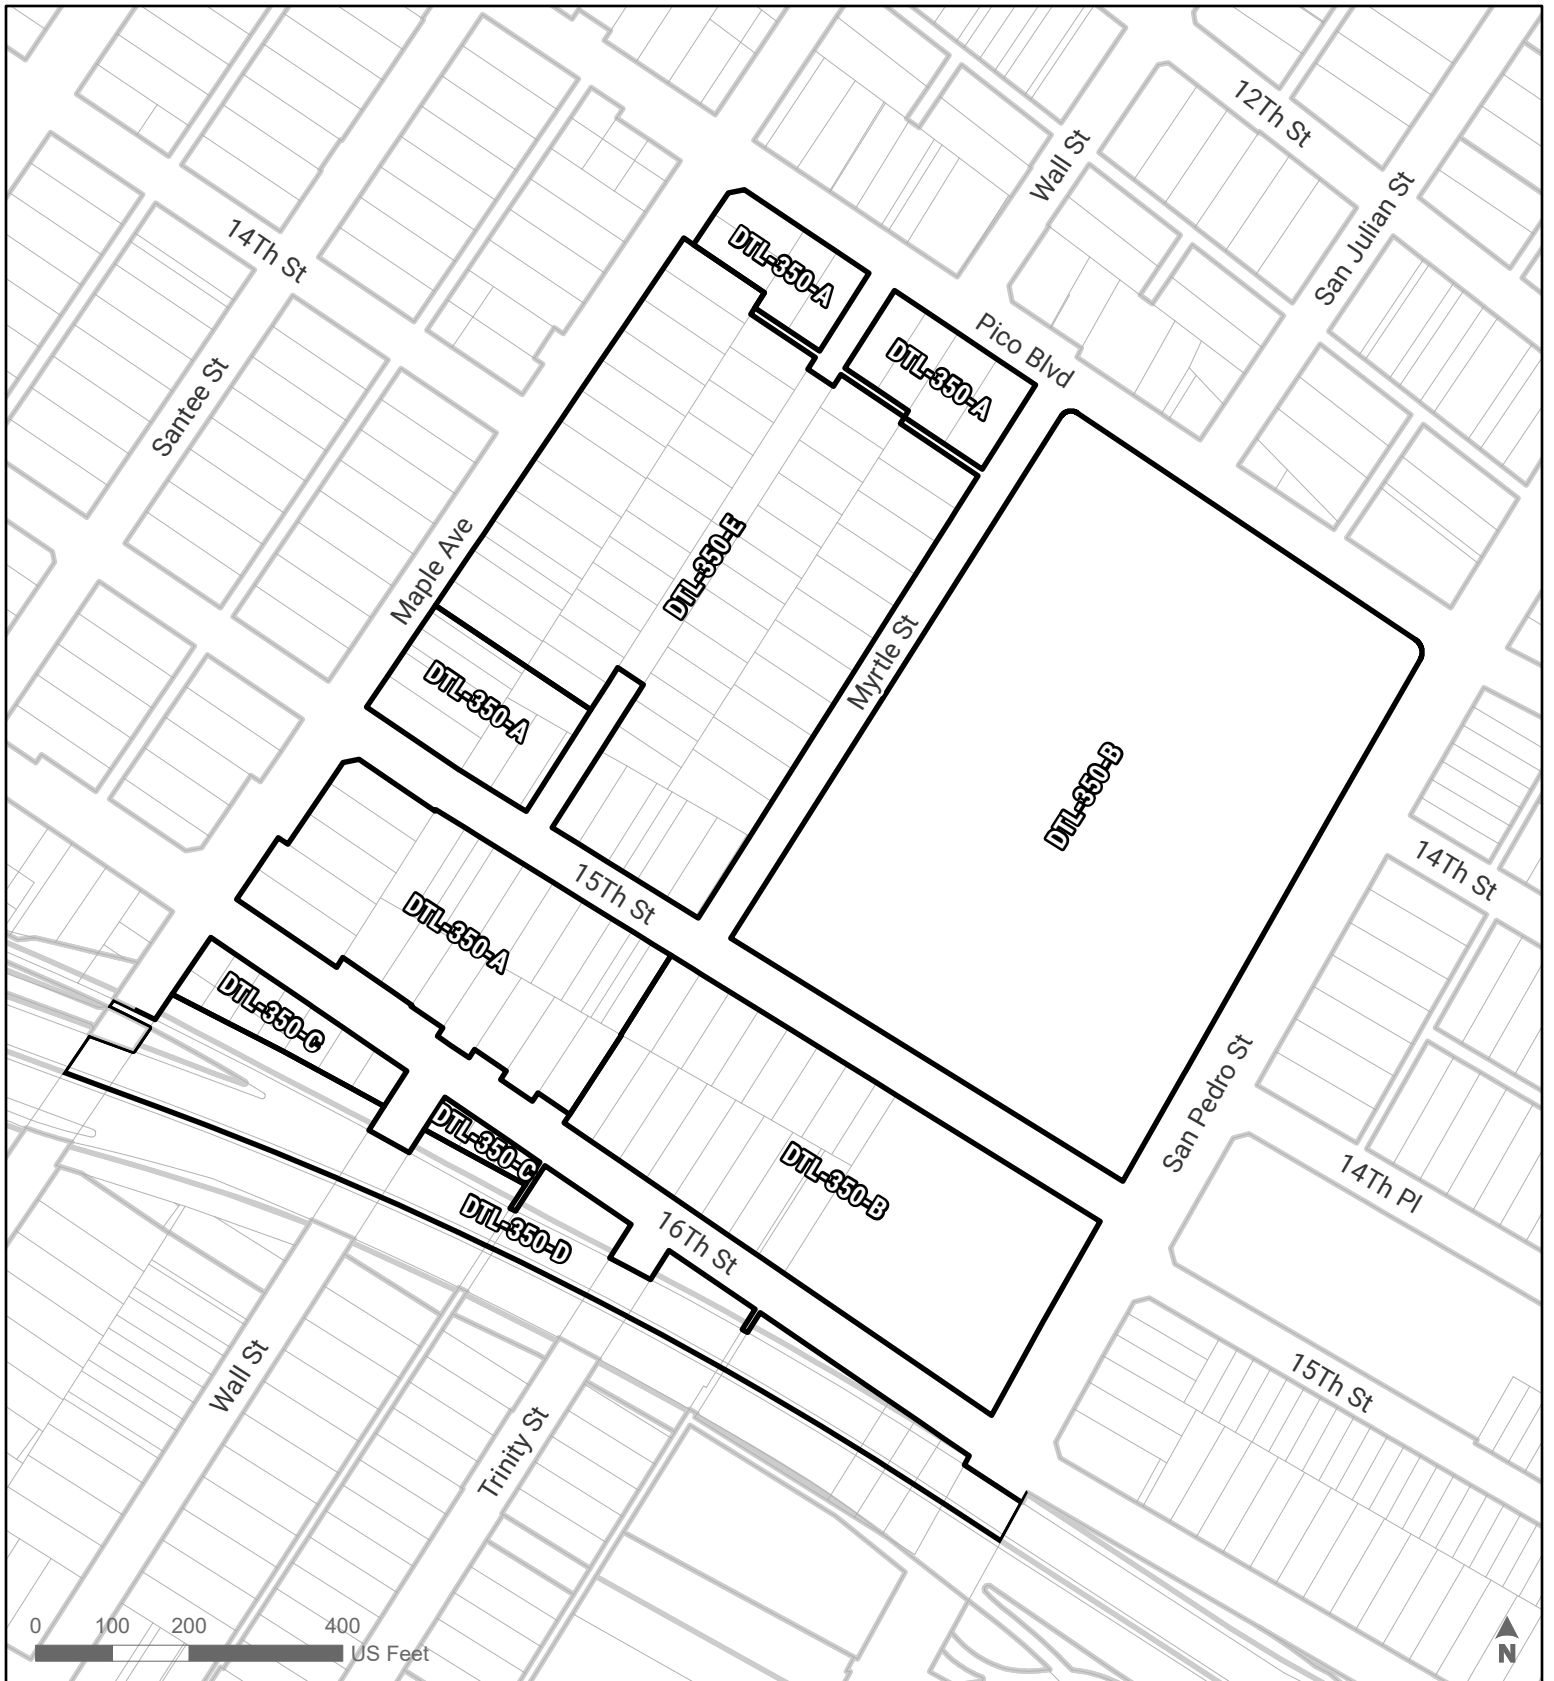 12Th St
Wall St
San Julian St
14Th St
DTL-350-A
Pico Blvd
DTL-350-A
Santee St
Maple Ave
DTL-350-E
Myrtle St
DTL-350-A
DTL-350-B
14Th St
15Th St
DTL-350-A
DTL-350-C
San Pedro St
DTL-350-C
DTL-350-B
14Th Pl
DTL-350-D
16Th St
Wall St
15Th St
Trinity St
0 100 200 400
US Feet
N